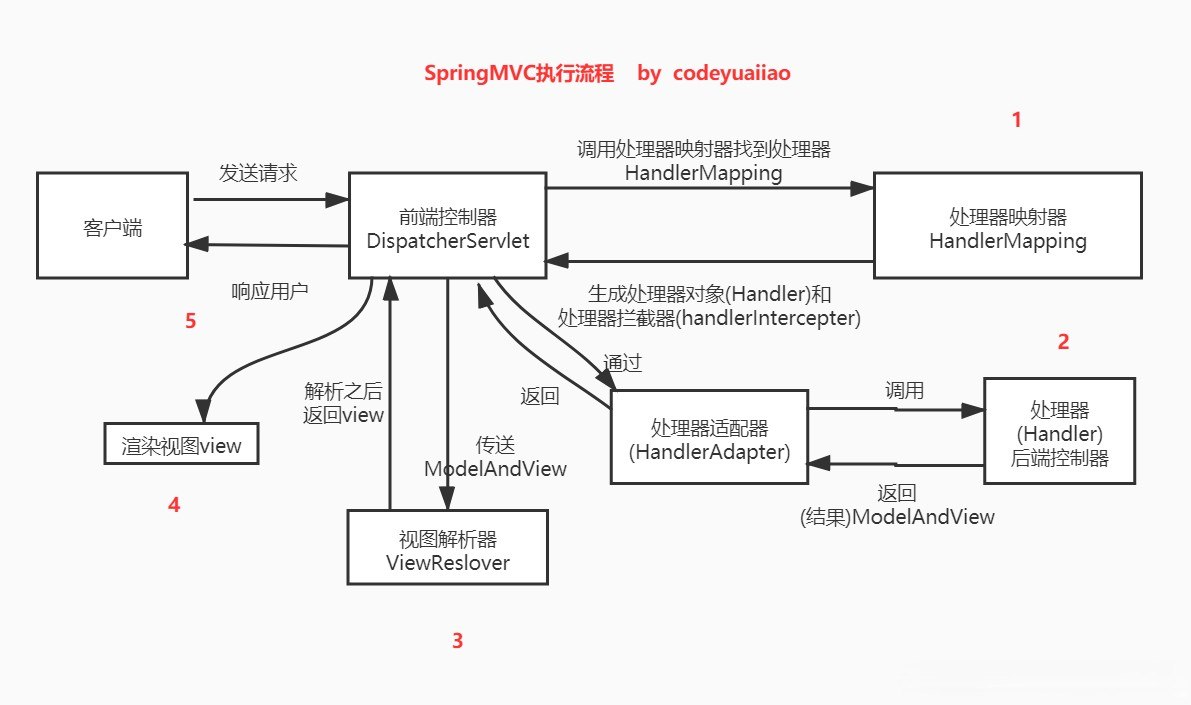 SpringMVC执行流程 by codeyuaiiao
1
发送请求
调用处理器映射器找到处理器
HandlerMapping
客户端
前端控制器
DispatcherServlet
处理器映射器
HandlerMapping
响应用户
5
生成处理器对象(Handler)和
处理器拦截器(handlerIntercepter)
2
通过
解析之后
返回view
返回
调用
处理器
(Handler)
后端控制器
处理器适配器
(HandlerAdapter)
渲染视图view
传送
ModelAndView
4
返回
(结果)ModelAndView
视图解析器
ViewReslover
3